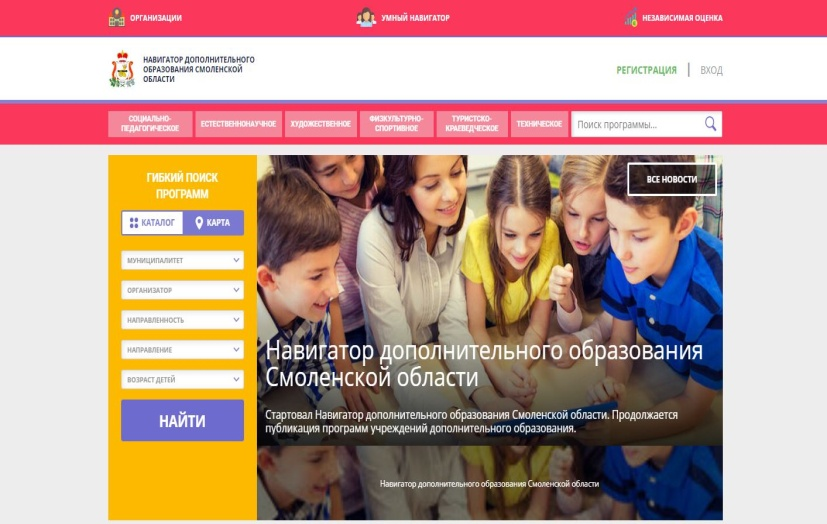 ОРГАНИЗАЦИИ
УМНЫЙ НАВИГАТОР
НЕЗАВИСИМАЯ ОЦЕНКА
НАВИГАТОР ДОПОЛНИТЕЛЬНОГО
ОБРАЗОВАНИЯ СМОЛЕНСКОЙ
ОБЛАСТИ
РЕГИСТРАЦИЯ
ВХОД
СОЦИАЛЬНО-
ПЕДАГОГИЧЕСКОЕ
ЕСТЕСТВЕННОНАУЧНОЕ
ХУДОЖЕСТВЕННОЕ
ФИЗКУЛЬТУРНО-
СПОРТИВНОЕ
ТУРИСТСКО-
КРАЕВЕДЧЕСКОЕ
ТЕХНИЧЕСКОЕ
Поиск программы...
ГИБКИЙ ПОИСК
ПРОГРАММ
КАТАЛОГ
КАРТА
МУНИЦИПАЛИТЕТ
ОРГАНИЗАТОР
НАПРАВЛЕННОСТЬ
НАПРАВЛЕНИЕ
ВОЗРАСТ ДЕТЕЙ
НАЙТИ
ВСЕ НОВОСТИ
Навигатор дополнительного образования
Смоленской области
Стартовал Навигатор дополнительного образования Смоленской области. Продолжается
публикация программ учреждений дополнительного образования.
Навигатор дополнительного образования Смоленской области